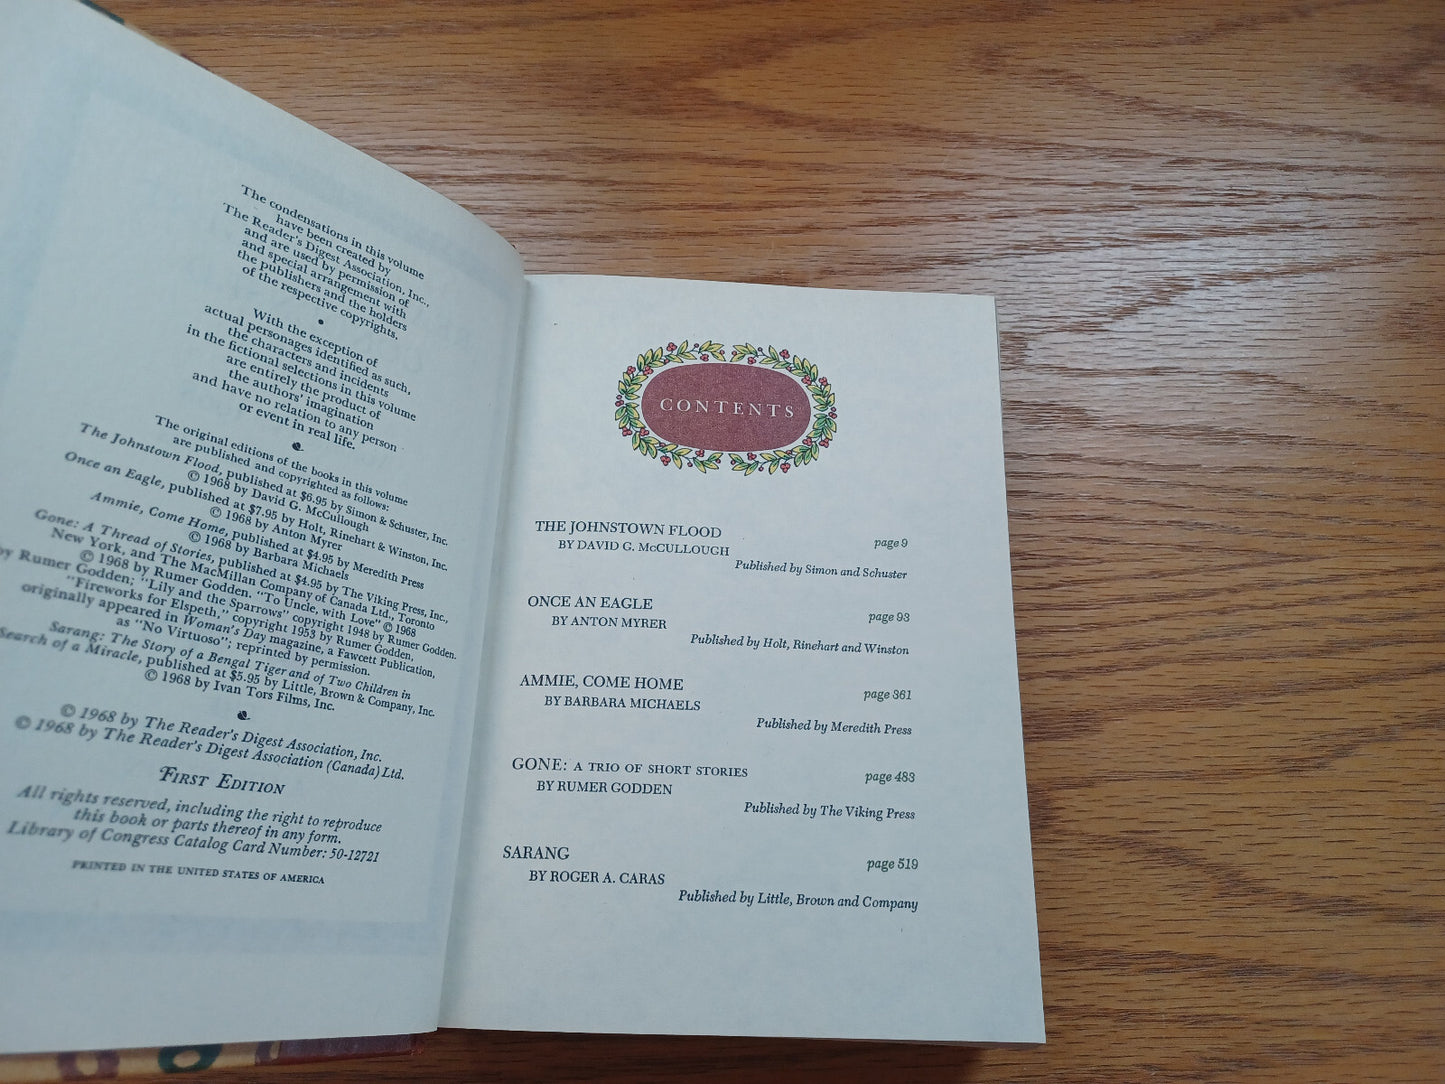 The condensations in this volume
have been created by
The Reader's Digest Association, Inc.,
and are used by permission of
and special arrangement with
the publishers and the holders
of the respective copyrights.
With the exception of
actual personages identified as such,
the characters and incidents
in the fictional selections in this volume
are entirely the product of
the authors' imagination
and have no relation to any person
or event in real life.
The original editions of the books in this volume
are published and copyrighted as follows:
The Johnstown Flood, published at $6.95 by Simon & Schuster, Inc.
© 1968 by David G. McCullough
Once an Eagle, published at $7.95 by Holt, Rinehart & Winston, Inc.
© 1968 by Anton Myrer
Ammie, Come Home, published at $4.95 by Meredith Press
© 1968 by Barbara Michaels
Gone: A Thread of Stories, published at $4.95 by The Viking Press, Inc.,
New York, and The MacMillan Company of Canada Ltd., Toronto
© 1968 by Rumer Godden. "To Uncle, with Love" © 1968
by Rumer Godden; "Lily and the Sparrows" copyright 1948 by Rumer Godden.
"Fireworks for Elspeth," copyright 1953 by Rumer Godden,
originally appeared in Woman's Day magazine, a Fawcett Publication,
as "No Virtuoso"; reprinted by permission.
Sarang: The Story of a Bengal Tiger and of Two Children in
Search of a Miracle, published at $5.95 by Little, Brown & Company, Inc.
© 1968 by Ivan Tors Films, Inc.
© 1968 by The Reader's Digest Association, Inc.
© 1968 by The Reader's Digest Association (Canada) Ltd.
FIRST EDITION
All rights reserved, including the right to reproduce
this book or parts thereof in any form.
Library of Congress Catalog Card Number: 50-12721
PRINTED IN THE UNITED STATES OF AMERICA
CONTENTS
THE JOHNSTOWN FLOOD page 9
BY DAVID G. McCULLOUGH
Published by Simon and Schuster
ONCE AN EAGLE page 93
BY ANTON MYRER
Published by Holt, Rinehart and Winston
AMMIE, COME HOME page 361
BY BARBARA MICHAELS
Published by Meredith Press
GONE: A TRIO OF SHORT STORIES page 483
BY RUMER GODDEN
Published by The Viking Press
SARANG page 519
BY ROGER A. CARAS
Published by Little, Brown and Company